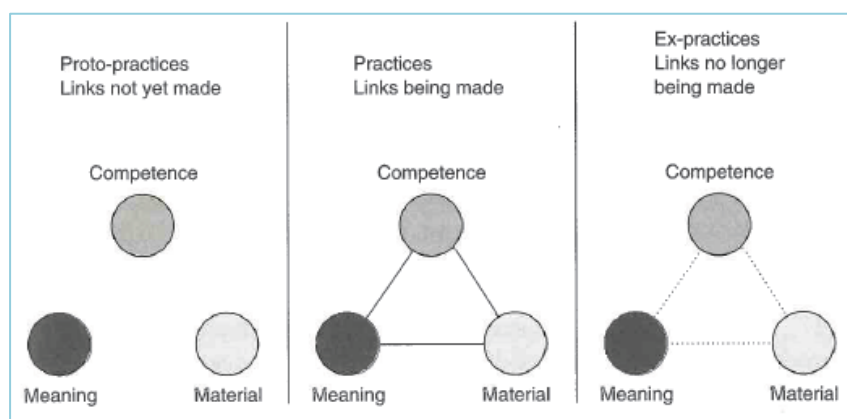 Proto-practices
Links not yet made
Competence
Meaning
Material
Practices
Links being made
Competence
Meaning
Material
Ex-practices
Links no longer
being made
Competence
Meaning
Material